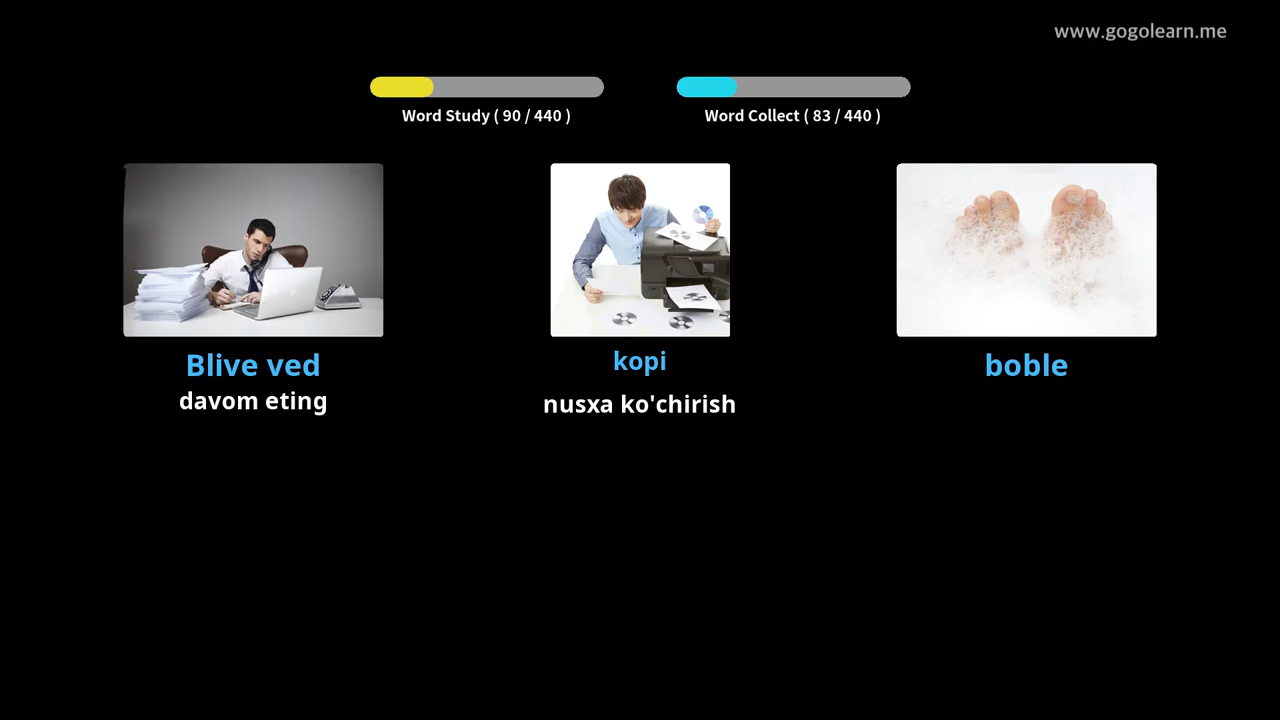 www.gogolearn.me
Word Study ( 90 / 440 )
Word Collect ( 83 / 440 )
Blive ved
davom eting
kopi
nusxa ko'chirish
boble